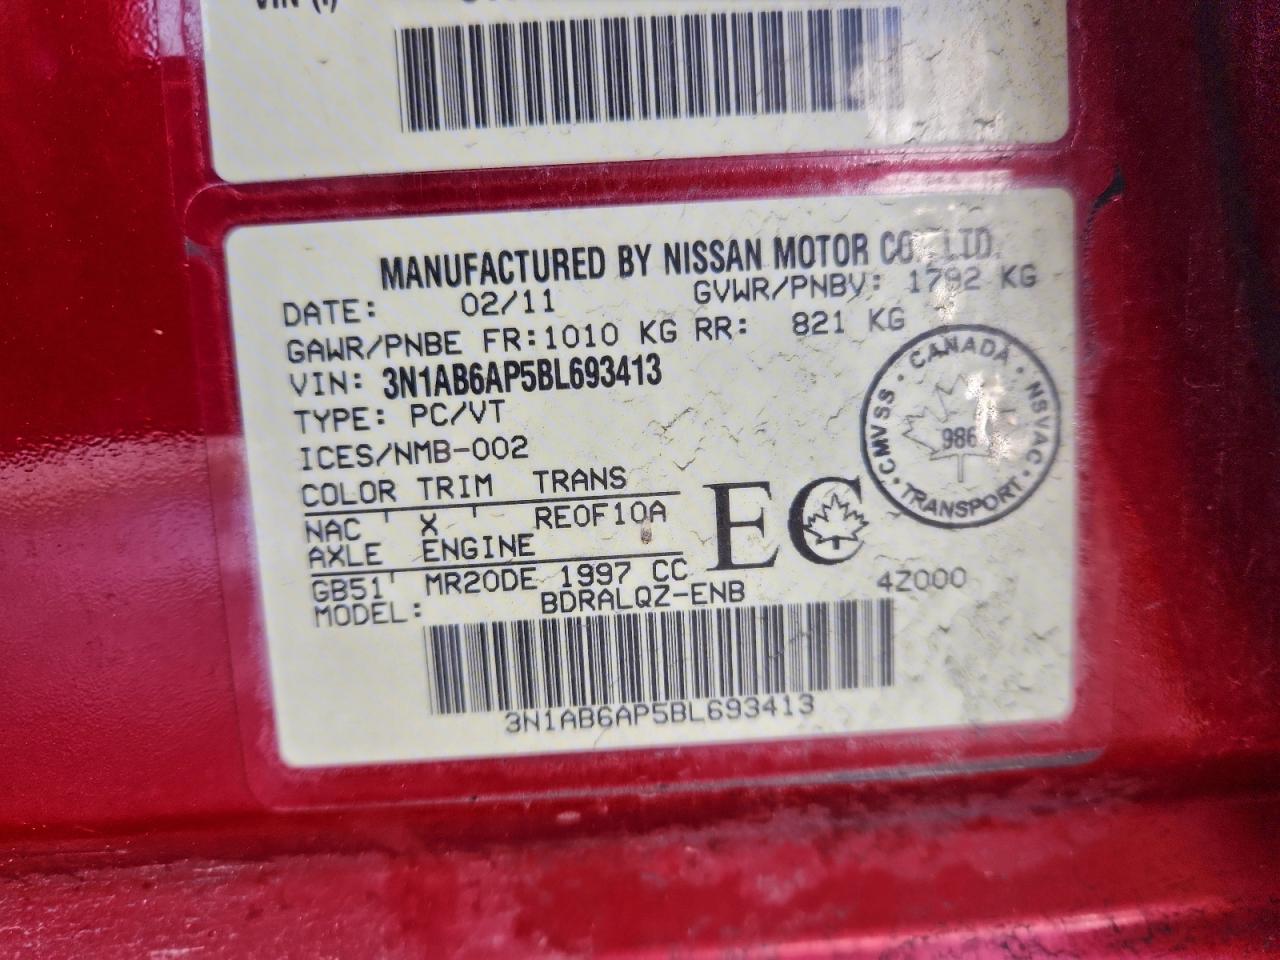 VIN
MANUFACTURED BY NISSAN MOTOR CO., LTD.
DATE: 02/11 GVWR/PNBV: 1792 KG
GAWR/PNBE FR:1010 KG RR: 821 KG
VIN: 3N1AB6AP5BL693413
TYPE: PC/VT
ICES/NMB-002
COLOR TRIM TRANS
NAC X RE0F10A
AXLE ENGINE
GB51 MR20DE 1997 CC
MODEL: BDRALQZ-ENB 4Z000
3N1AB6AP5BL693413
CANADA
CMVSS NSVAC
986
TRANSPORT
EC